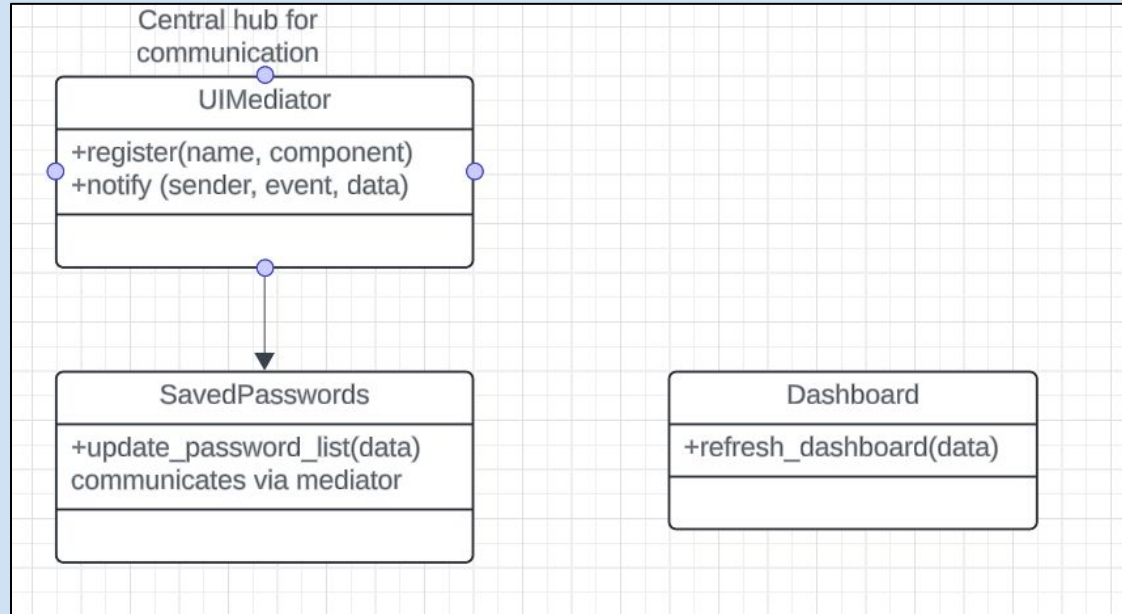 Central hub for
communication
UIMediator
+register(name, component)
+notify (sender, event, data)
SavedPasswords
+update_password_list(data)
communicates via mediator
Dashboard
+refresh_dashboard(data)